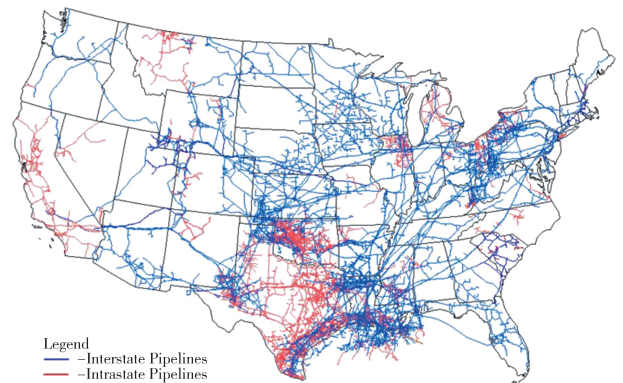 Legend
–Interstate Pipelines
–Intrastate Pipelines